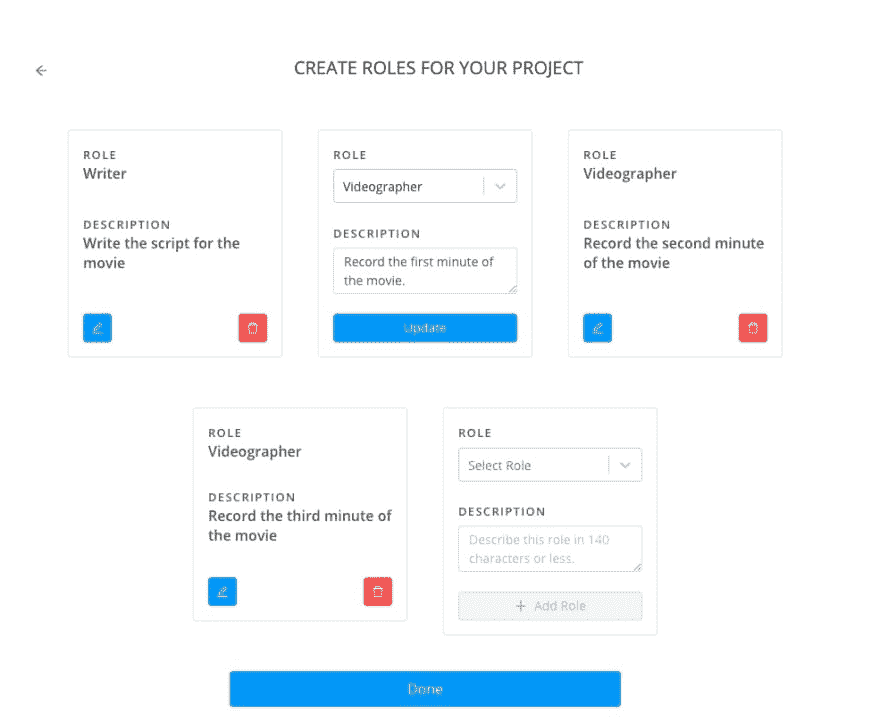 CREATE ROLES FOR YOUR PROJECT
ROLE
Writer
DESCRIPTION
Write the script for the
movie
ROLE
Videographer
DESCRIPTION
Record the first minute of
the movie.
Update
ROLE
Videographer
DESCRIPTION
Record the second minute
of the movie
ROLE
Videographer
DESCRIPTION
Record the third minute of
the movie
ROLE
Select Role
DESCRIPTION
Describe this role in 140
characters or less.
+ Add Role
Done